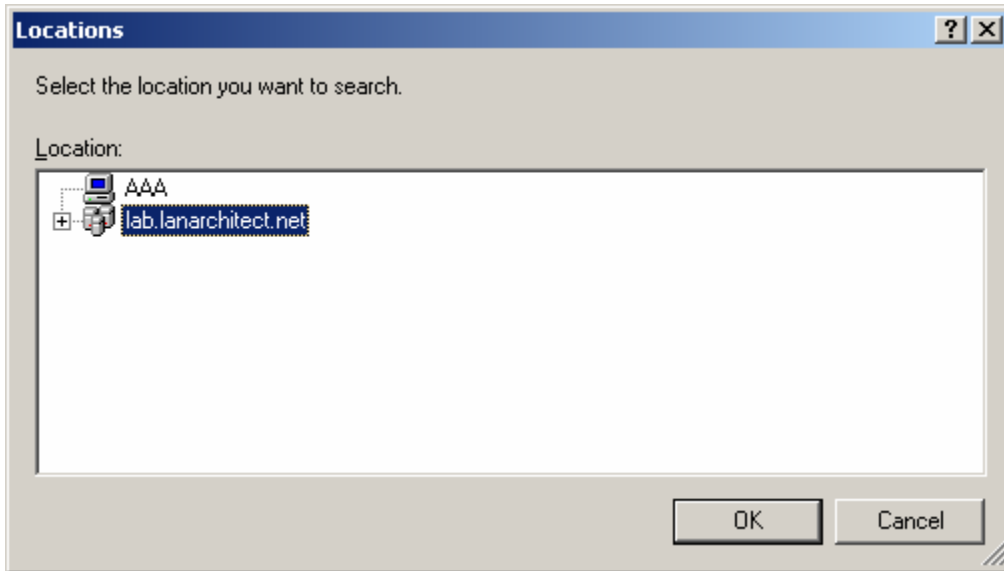 Locations
Select the location you want to search.
Location:
AAA
lab.lanarchitect.net
OK Cancel